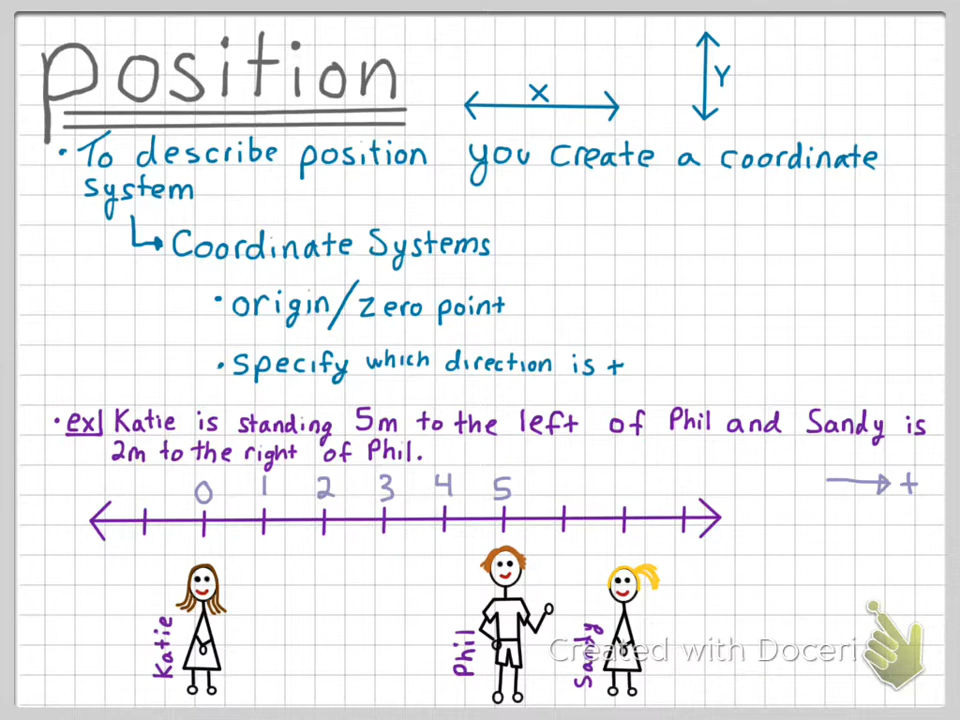 position
X
Y
• To describe position you create a coordinate
system
Coordinate Systems
• origin/zero point
• Specify which direction is +
• ex] Katie is standing 5m to the left of Phil and Sandy is
2m to the right of Phil.
0 1 2 3 4 5
+
Katie
Phil
Sandy
Created with Doceri